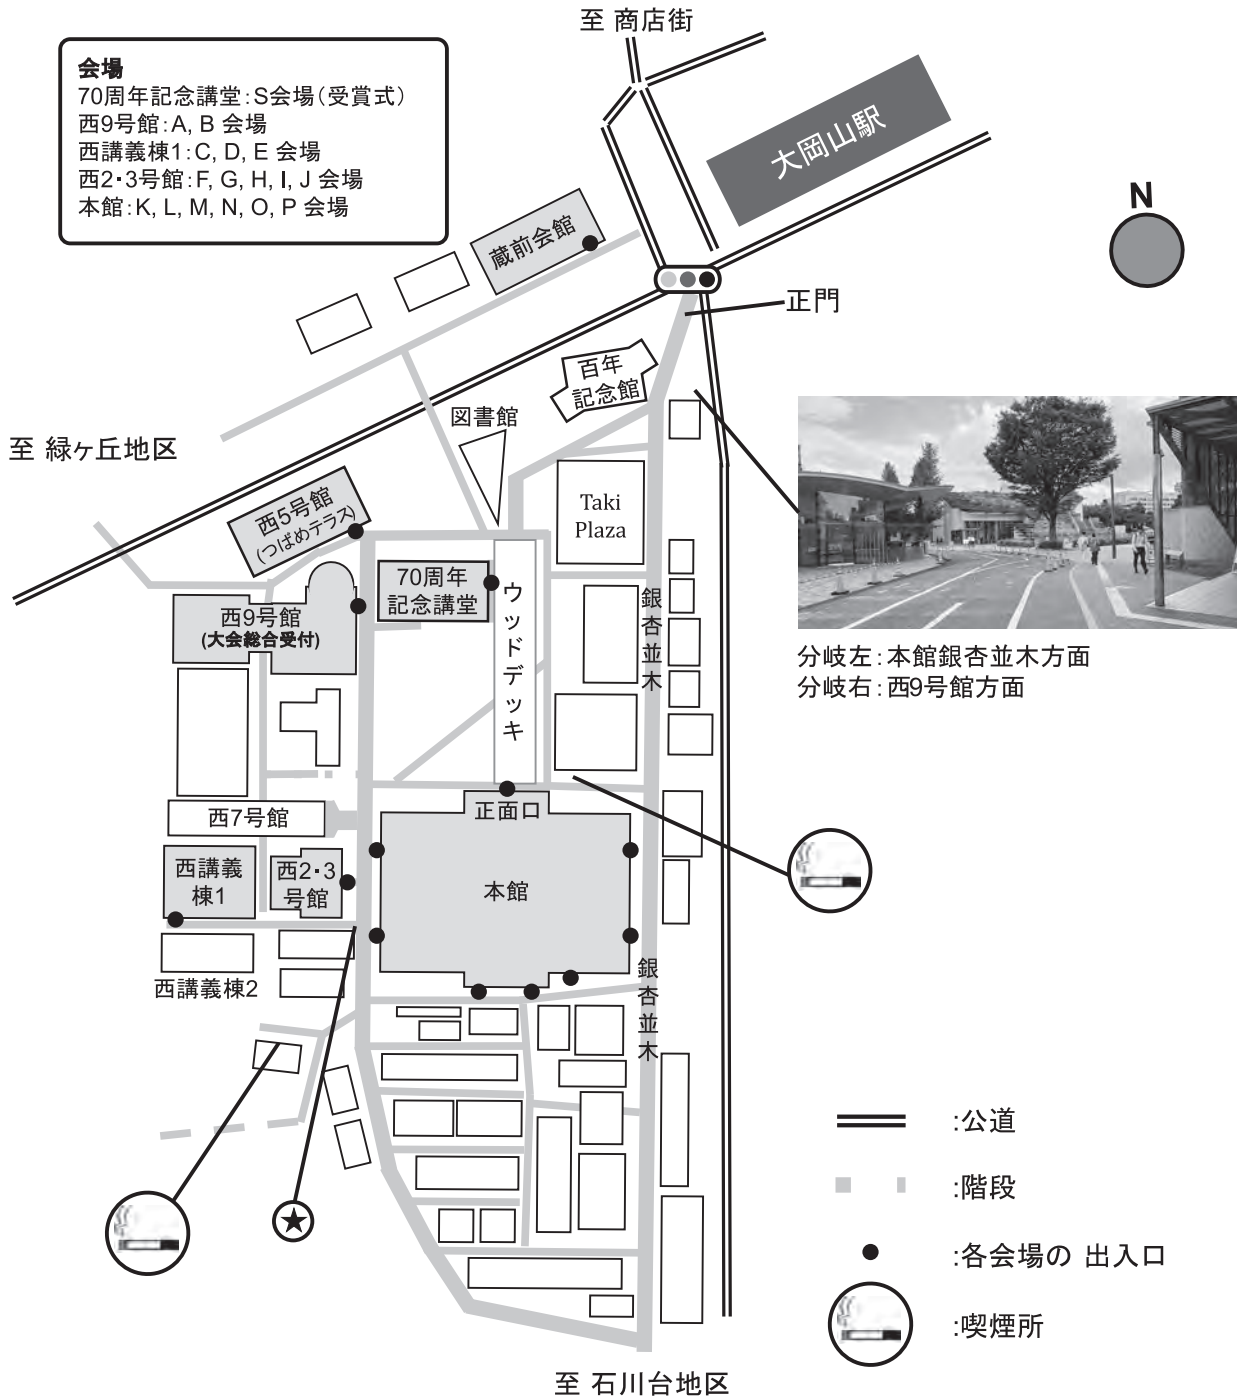 至 商店街
会場
70周年記念講堂：S会場（受賞式）
西9号館：A, B 会場
西講義棟1：C, D, E 会場
西2・3号館：F, G, H, I, J 会場
本館：K, L, M, N, O, P 会場
大岡山駅
N
蔵前会館
正門
百年
記念館
図書館
至 緑ヶ丘地区
西5号館
(つばめテラス)
Taki
Plaza
70周年
記念講堂
ウッドデッキ
銀杏並木
西9号館
(大会総合受付)
分岐左：本館銀杏並木方面
分岐右：西9号館方面
西7号館
正面口
西講義
棟1
西2・3
号館
本館
西講義棟2
銀杏並木
:公道
:階段
:各会場の 出入口
:喫煙所
至 石川台地区